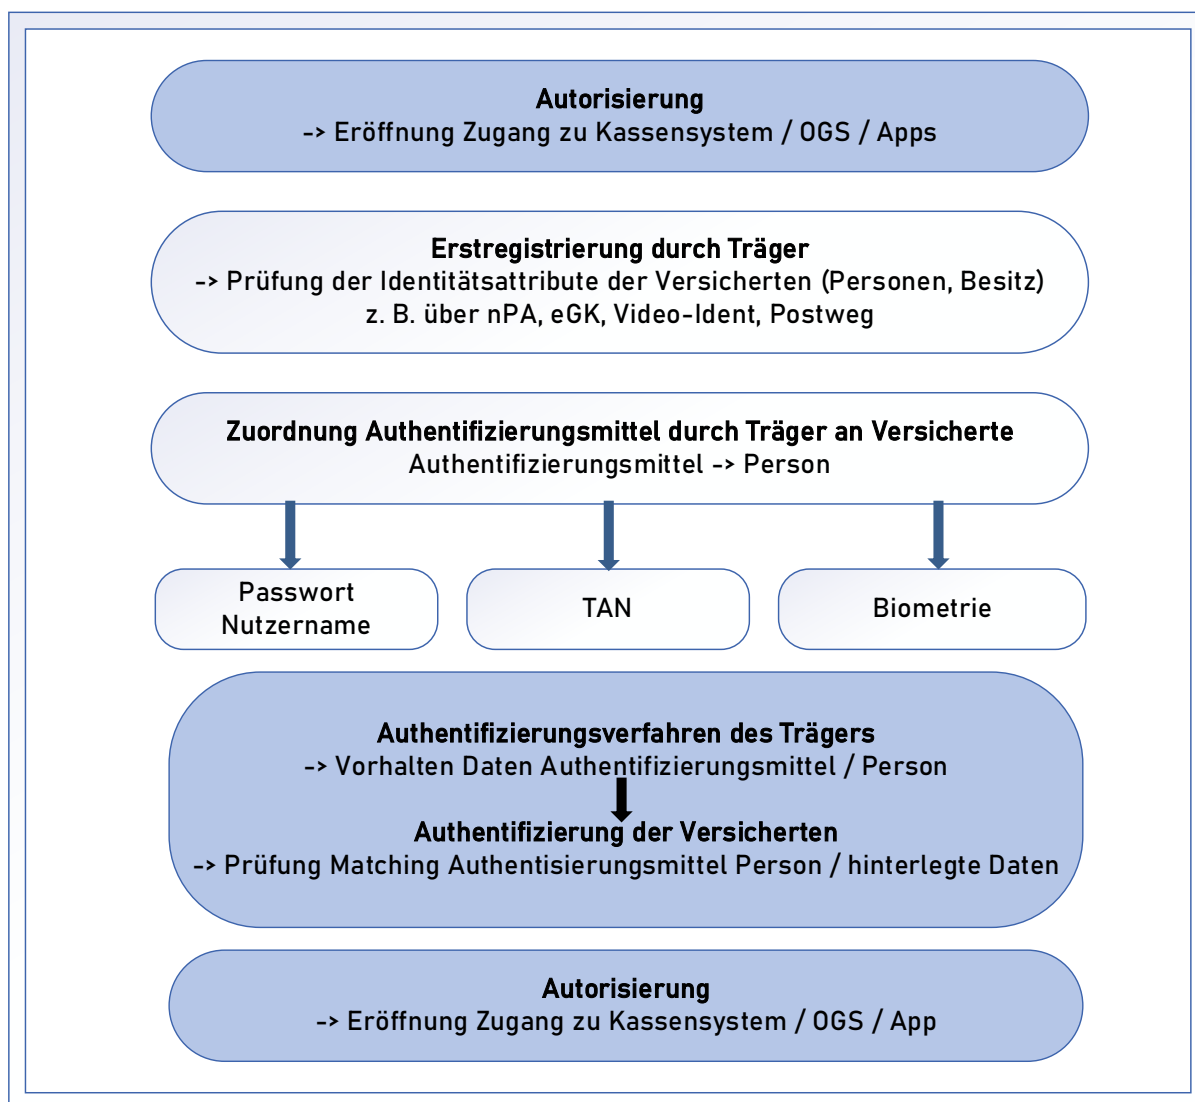 Autorisierung
-> Eröffnung Zugang zu Kassensystem / OGS / Apps
Erstregistrierung durch Träger
-> Prüfung der Identitätsattribute der Versicherten (Personen, Besitz)
z. B. über nPA, eGK, Video-Ident, Postweg
Zuordnung Authentifizierungsmittel durch Träger an Versicherte
Authentifizierungsmittel -> Person
Passwort
Nutzername
TAN
Biometrie
Authentifizierungsverfahren des Trägers
-> Vorhalten Daten Authentifizierungsmittel / Person
Authentifizierung der Versicherten
-> Prüfung Matching Authentisierungsmittel Person / hinterlegte Daten
Autorisierung
-> Eröffnung Zugang zu Kassensystem / OGS / App